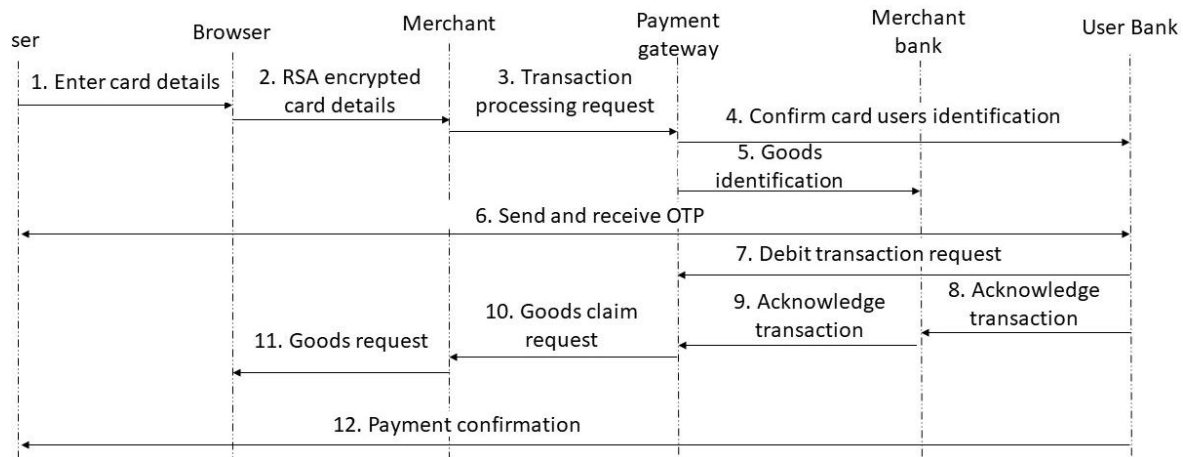 ser
Browser
Merchant
Payment
gateway
Merchant
bank
User Bank
1. Enter card details
2. RSA encrypted
card details
3. Transaction
processing request
4. Confirm card users identification
5. Goods
identification
6. Send and receive OTP
7. Debit transaction request
8. Acknowledge
transaction
9. Acknowledge
transaction
10. Goods claim
request
11. Goods request
12. Payment confirmation